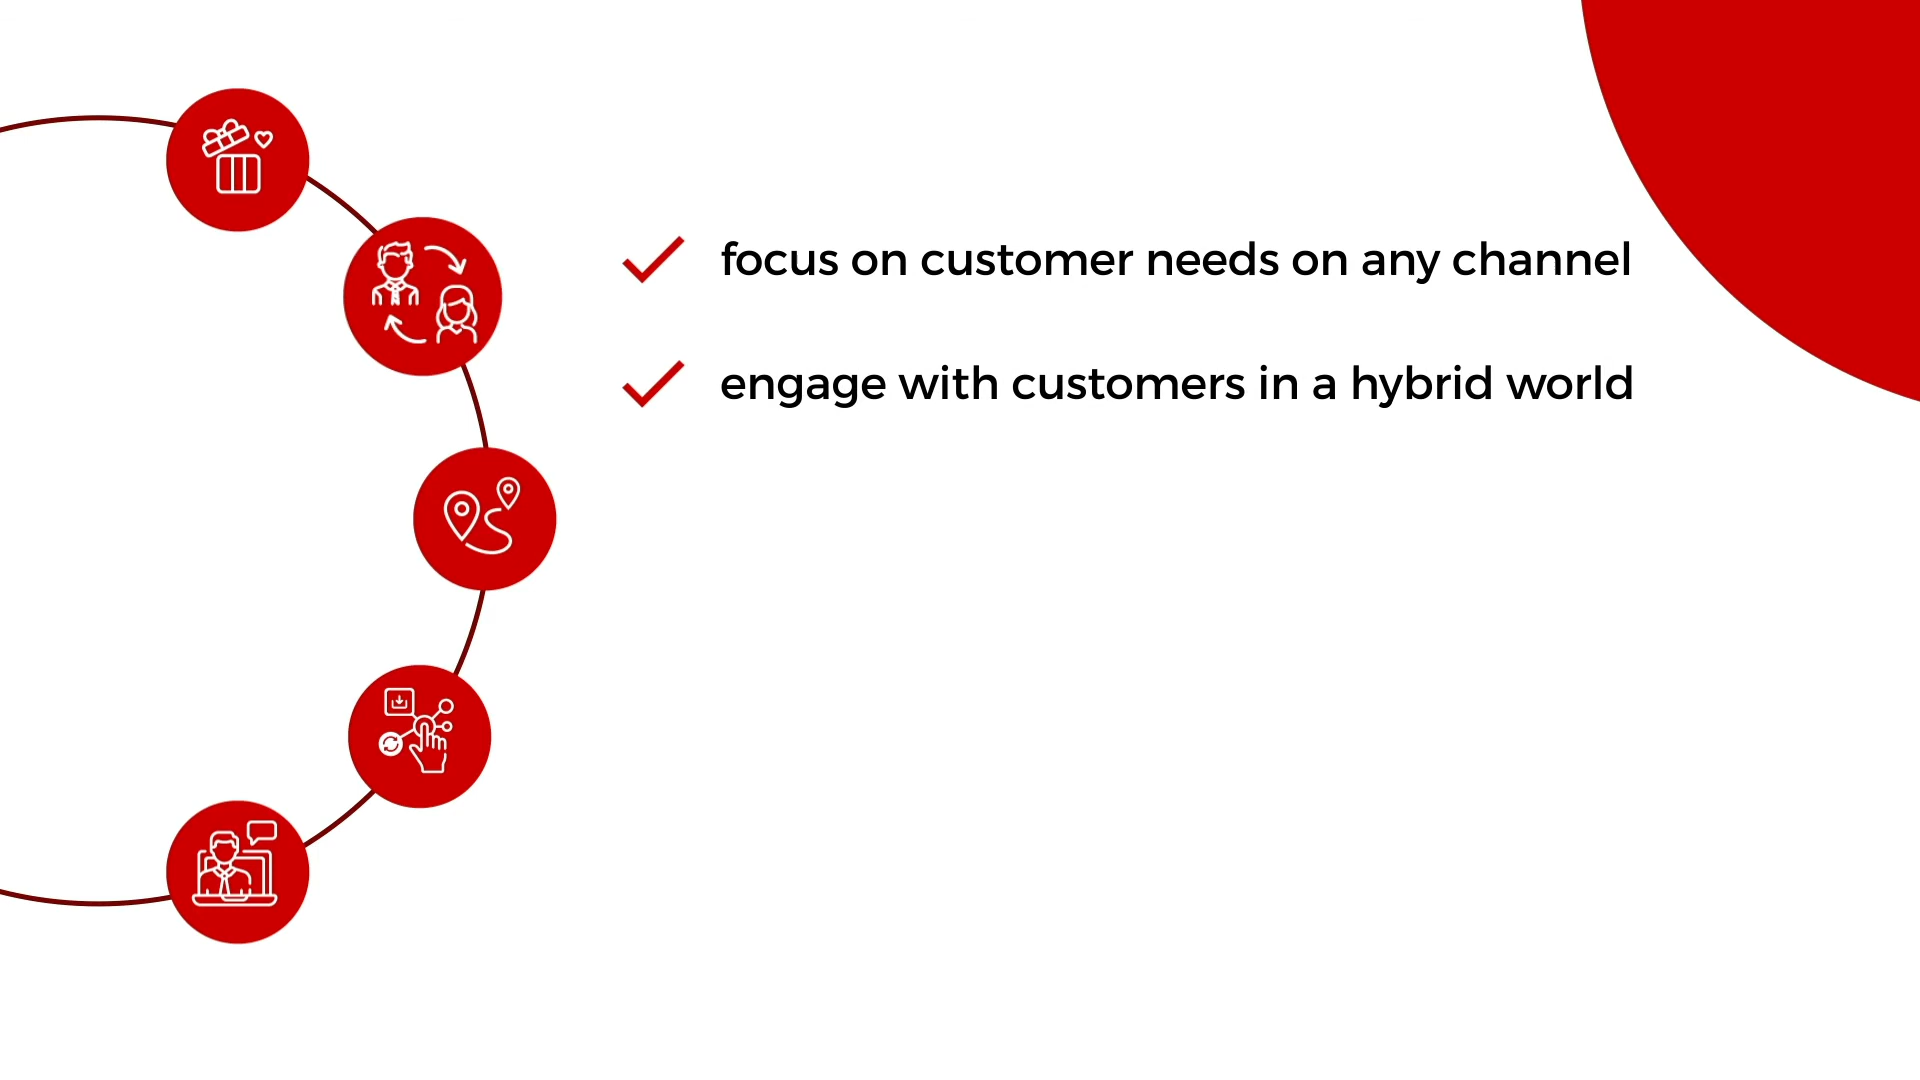 focus on customer needs on any channel
engage with customers in a hybrid world